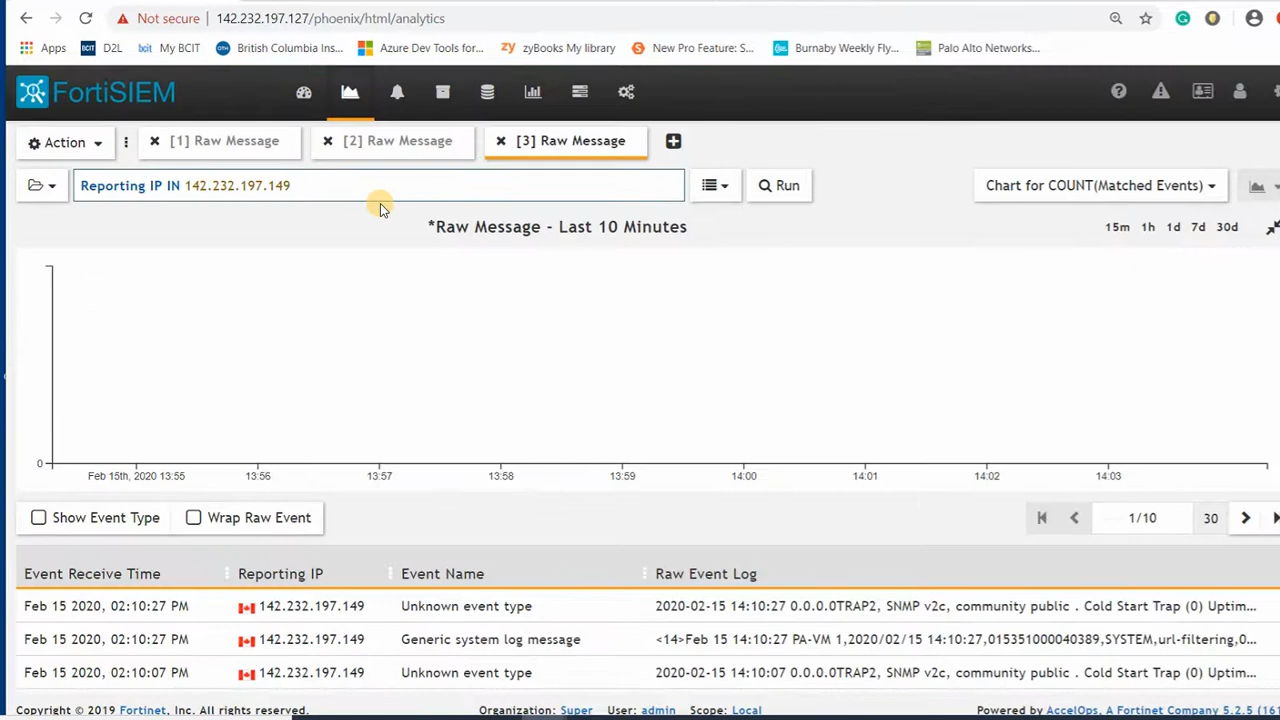 Not secure | 142.232.197.127/phoenix/html/analytics
Apps D2L My BCIT British Columbia Ins... Azure Dev Tools for... zyBooks My library New Pro Feature: S... Burnaby Weekly Fly... Palo Alto Networks...
FortiSIEM
Action [1] Raw Message [2] Raw Message [3] Raw Message
Reporting IP IN 142.232.197.149 Run Chart for COUNT(Matched Events)
*Raw Message - Last 10 Minutes 15m 1h 1d 7d 30d
0
Feb 15th, 2020 13:55 13:56 13:57 13:58 13:59 14:00 14:01 14:02 14:03
Show Event Type Wrap Raw Event 1/10 30
Event Receive Time Reporting IP Event Name Raw Event Log
Feb 15 2020, 02:10:27 PM 142.232.197.149 Unknown event type 2020-02-15 14:10:27 0.0.0.0TRAP2, SNMP v2c, community public . Cold Start Trap (0) Uptim...
Feb 15 2020, 02:10:27 PM 142.232.197.149 Generic system log message <14>Feb 15 14:10:27 PA-VM 1,2020/02/15 14:10:27,015351000040389,SYSTEM,url-filtering,0...
Feb 15 2020, 02:10:07 PM 142.232.197.149 Unknown event type 2020-02-15 14:10:07 0.0.0.0TRAP2, SNMP v2c, community public . Cold Start Trap (0) Uptim...
Copyright © 2019 Fortinet, Inc. All rights reserved. Organization: Super User: admin Scope: Local Powered by AccelOps, A Fortinet Company 5.2.5 (161